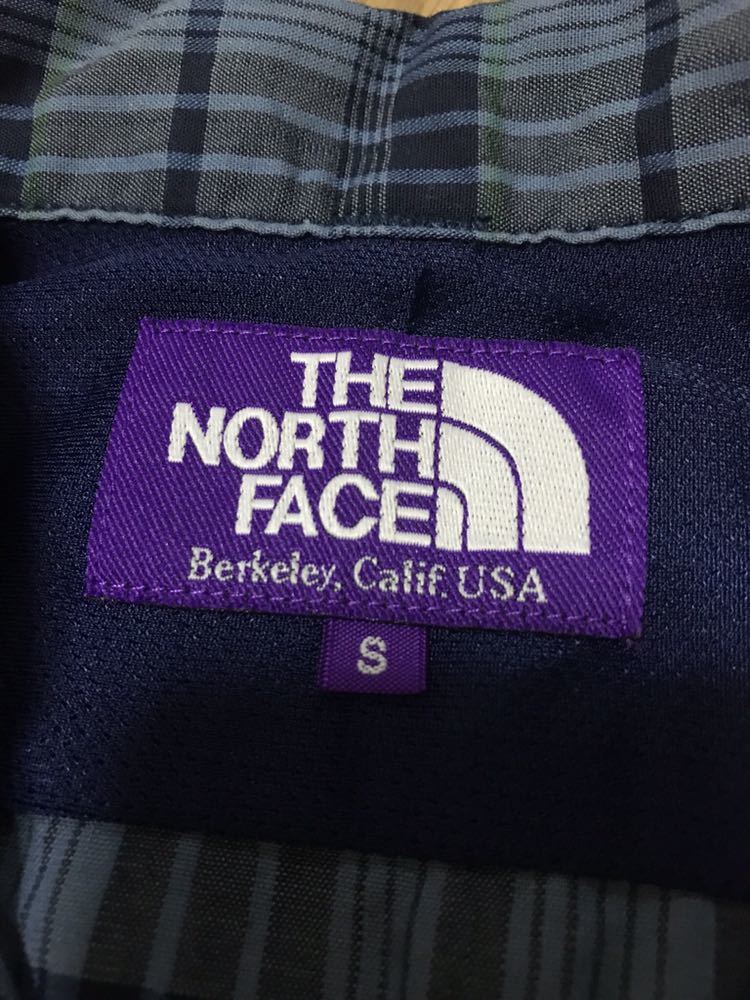 THE
NORTH
FACE
Berkeley, Calif. USA
S